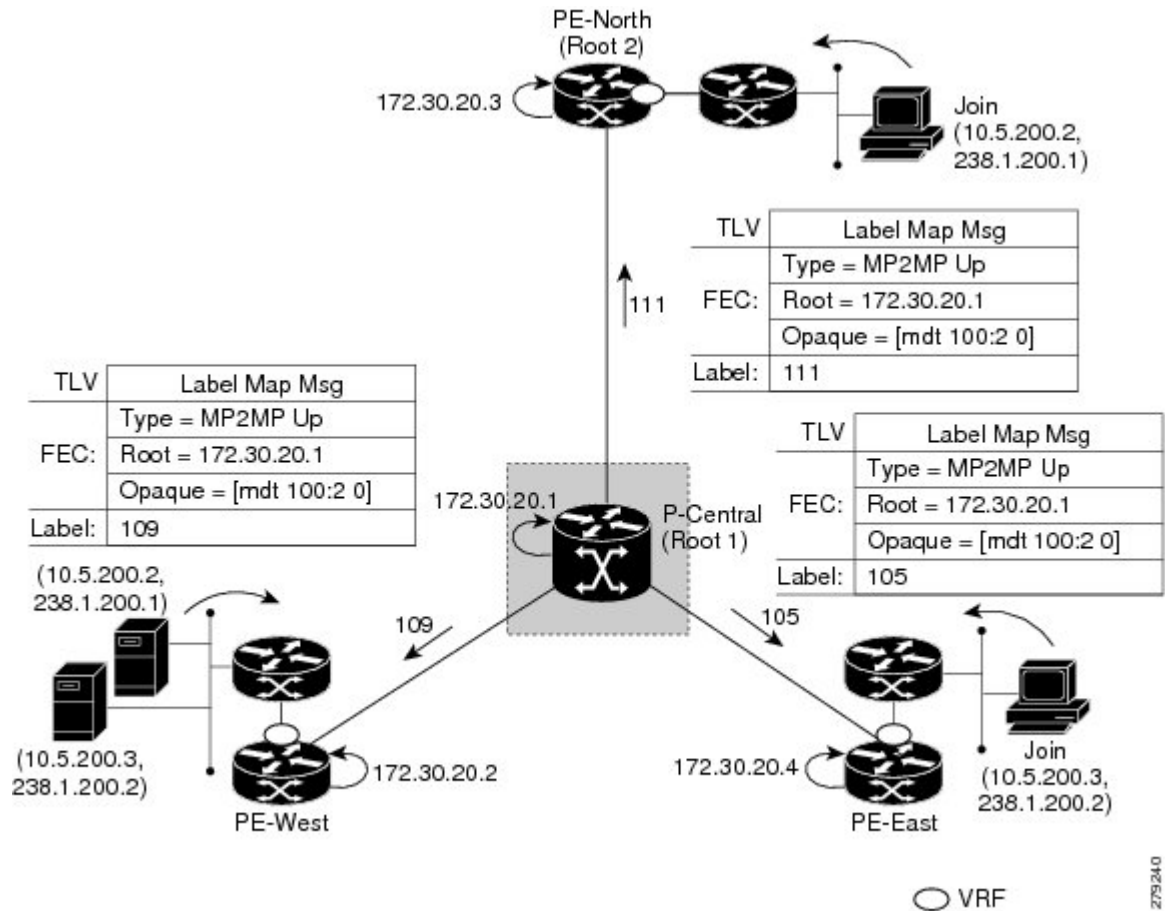 PE-North
(Root 2)
172.30.20.3
Join
(10.5.200.2,
238.1.200.1)
TLV Label Map Msg
Type = MP2MP Up
FEC: Root = 172.30.20.1
Opaque = [mdt 100:2 0]
Label: 111
111
TLV Label Map Msg
Type = MP2MP Up
FEC: Root = 172.30.20.1
Opaque = [mdt 100:2 0]
Label: 109
TLV Label Map Msg
Type = MP2MP Up
FEC: Root = 172.30.20.1
Opaque = [mdt 100:2 0]
Label: 105
172.30.20.1
P-Central
(Root 1)
(10.5.200.2,
238.1.200.1)
109
105
(10.5.200.3,
238.1.200.2)
172.30.20.2
PE-West
172.30.20.4
PE-East
Join
(10.5.200.3,
238.1.200.2)
VRF
279240